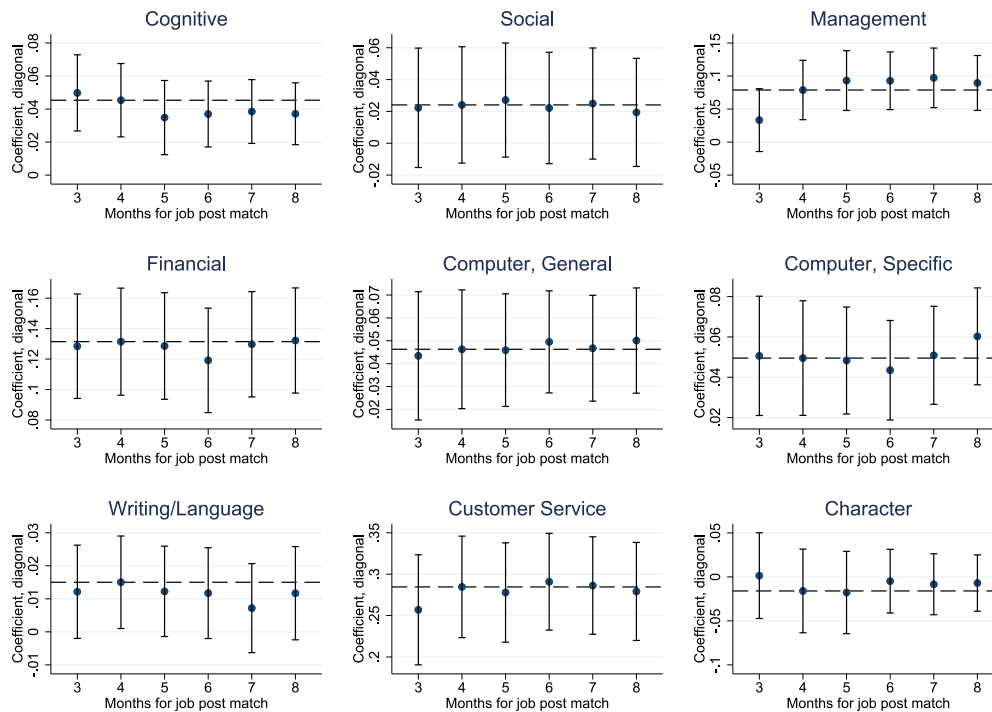 Cognitive
Coefficient, diagonal
0 .02 .04 .06 .08
3 4 5 6 7 8
Months for job post match
Social
Coefficient, diagonal
-.02 0 .02 .04 .06
3 4 5 6 7 8
Months for job post match
Management
Coefficient, diagonal
-.05 0 .05 .1 .15
3 4 5 6 7 8
Months for job post match
Financial
Coefficient, diagonal
.08 .1 .12 .14 .16
3 4 5 6 7 8
Months for job post match
Computer, General
Coefficient, diagonal
.02 .03 .04 .05 .06 .07
3 4 5 6 7 8
Months for job post match
Computer, Specific
Coefficient, diagonal
.02 .04 .06 .08
3 4 5 6 7 8
Months for job post match
Writing/Language
Coefficient, diagonal
-.01 0 .01 .02 .03
3 4 5 6 7 8
Months for job post match
Customer Service
Coefficient, diagonal
.2 .25 .3 .35
3 4 5 6 7 8
Months for job post match
Character
Coefficient, diagonal
-.1 -.05 0 .05
3 4 5 6 7 8
Months for job post match